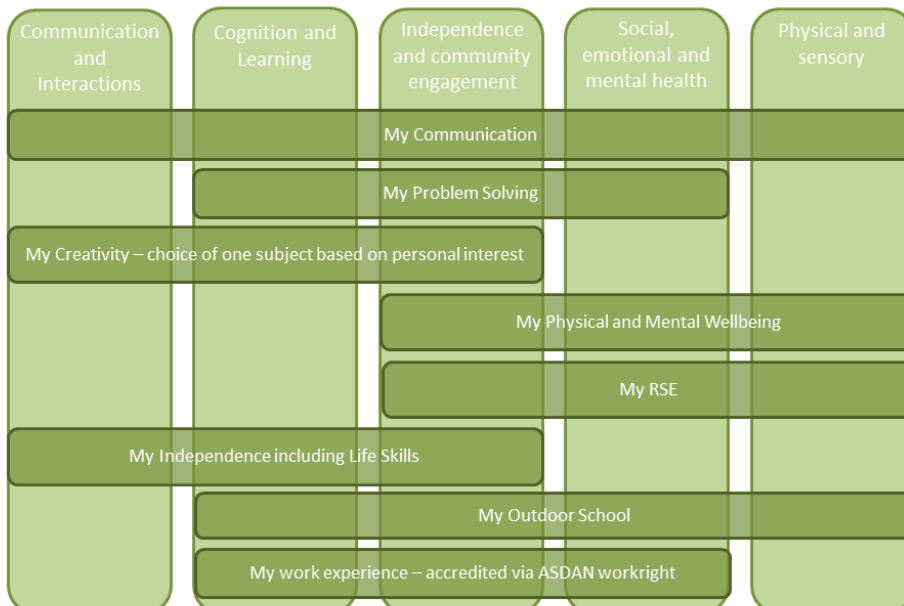 Communication
and
Interactions
Cognition and
Learning
Independence
and community
engagement
Social,
emotional and
mental health
Physical and
sensory
My Communication
My Problem Solving
My Creativity – choice of one subject based on personal interest
My Physical and Mental Wellbeing
My RSE
My Independence including Life Skills
My Outdoor School
My work experience – accredited via ASDAN workright